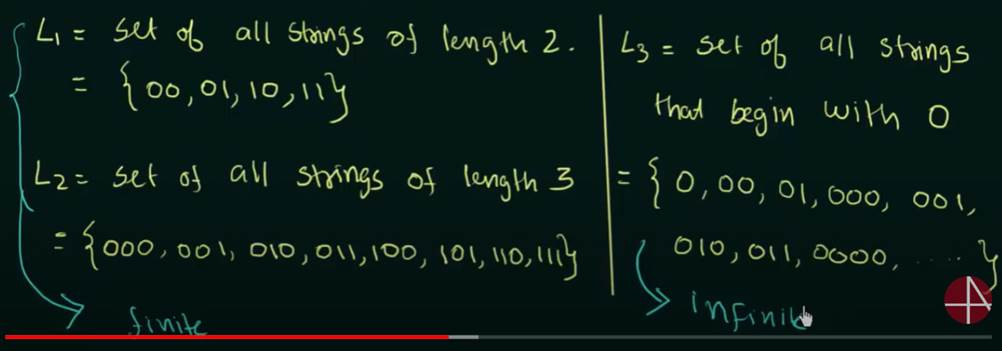 L₁ = set of all strings of length 2.
= {00, 01, 10, 11}
L₂ = set of all strings of length 3
= {000, 001, 010, 011, 100, 101, 110, 111}
finite
L₃ = set of all strings
that begin with 0
= {0, 00, 01, 000, 001,
010, 011, 0000, ..... }
infinite